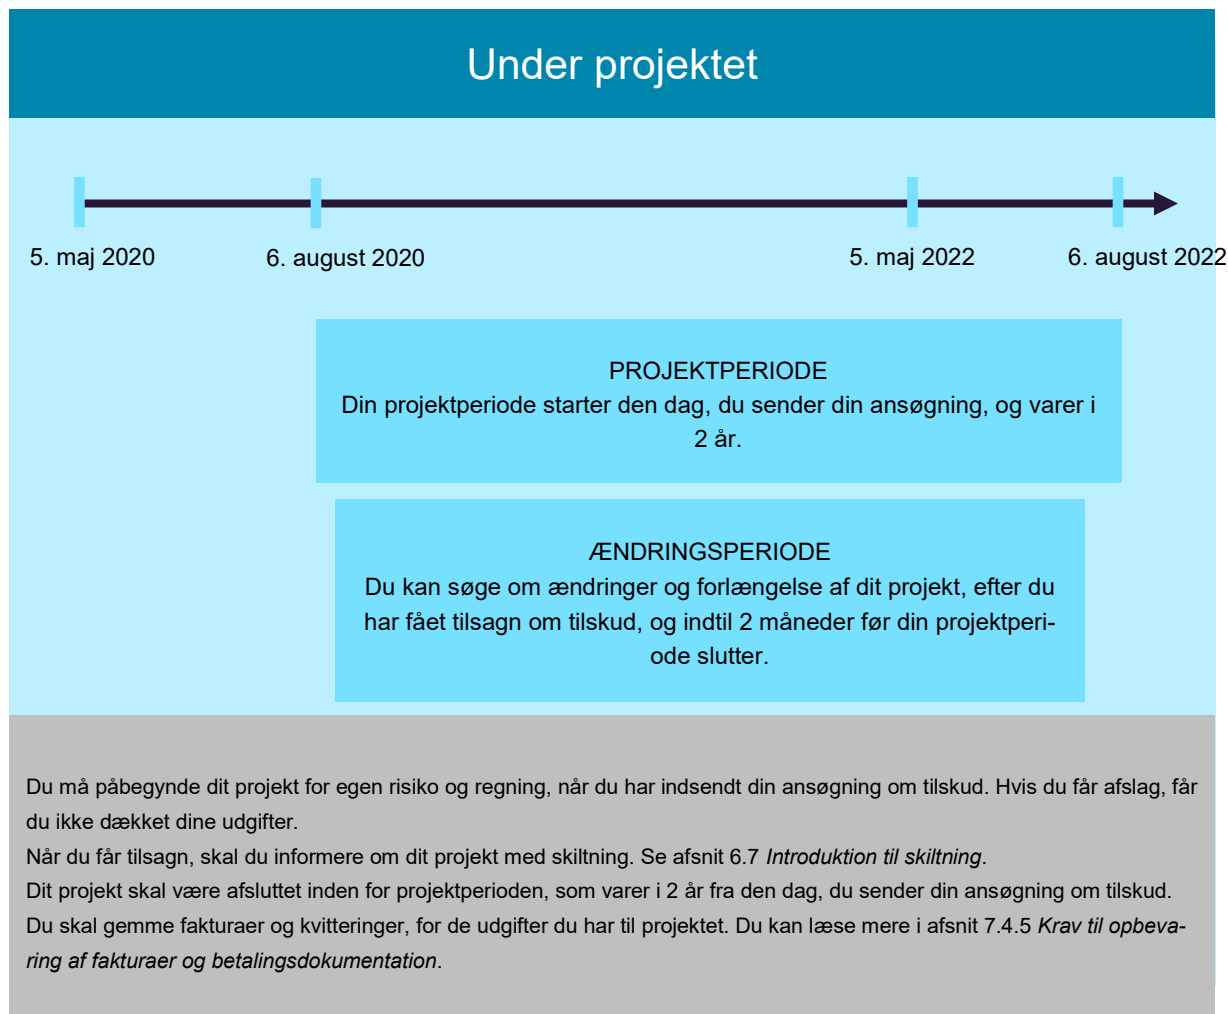 Under projektet
5. maj 2020
6. august 2020
5. maj 2022
6. august 2022
PROJEKTPERIODE
Din projektperiode starter den dag, du sender din ansøgning, og varer i
2 år.
ÆNDRINGSPERIODE
Du kan søge om ændringer og forlængelse af dit projekt, efter du
har fået tilsagn om tilskud, og indtil 2 måneder før din projektperi-
ode slutter.
Du må påbegynde dit projekt for egen risiko og regning, når du har indsendt din ansøgning om tilskud. Hvis du får afslag, får
du ikke dækket dine udgifter.
Når du får tilsagn, skal du informere om dit projekt med skiltning. Se afsnit 6.7 Introduktion til skiltning.
Dit projekt skal være afsluttet inden for projektperioden, som varer i 2 år fra den dag, du sender din ansøgning om tilskud.
Du skal gemme fakturaer og kvitteringer, for de udgifter du har til projektet. Du kan læse mere i afsnit 7.4.5 Krav til opbeva-
ring af fakturaer og betalingsdokumentation.